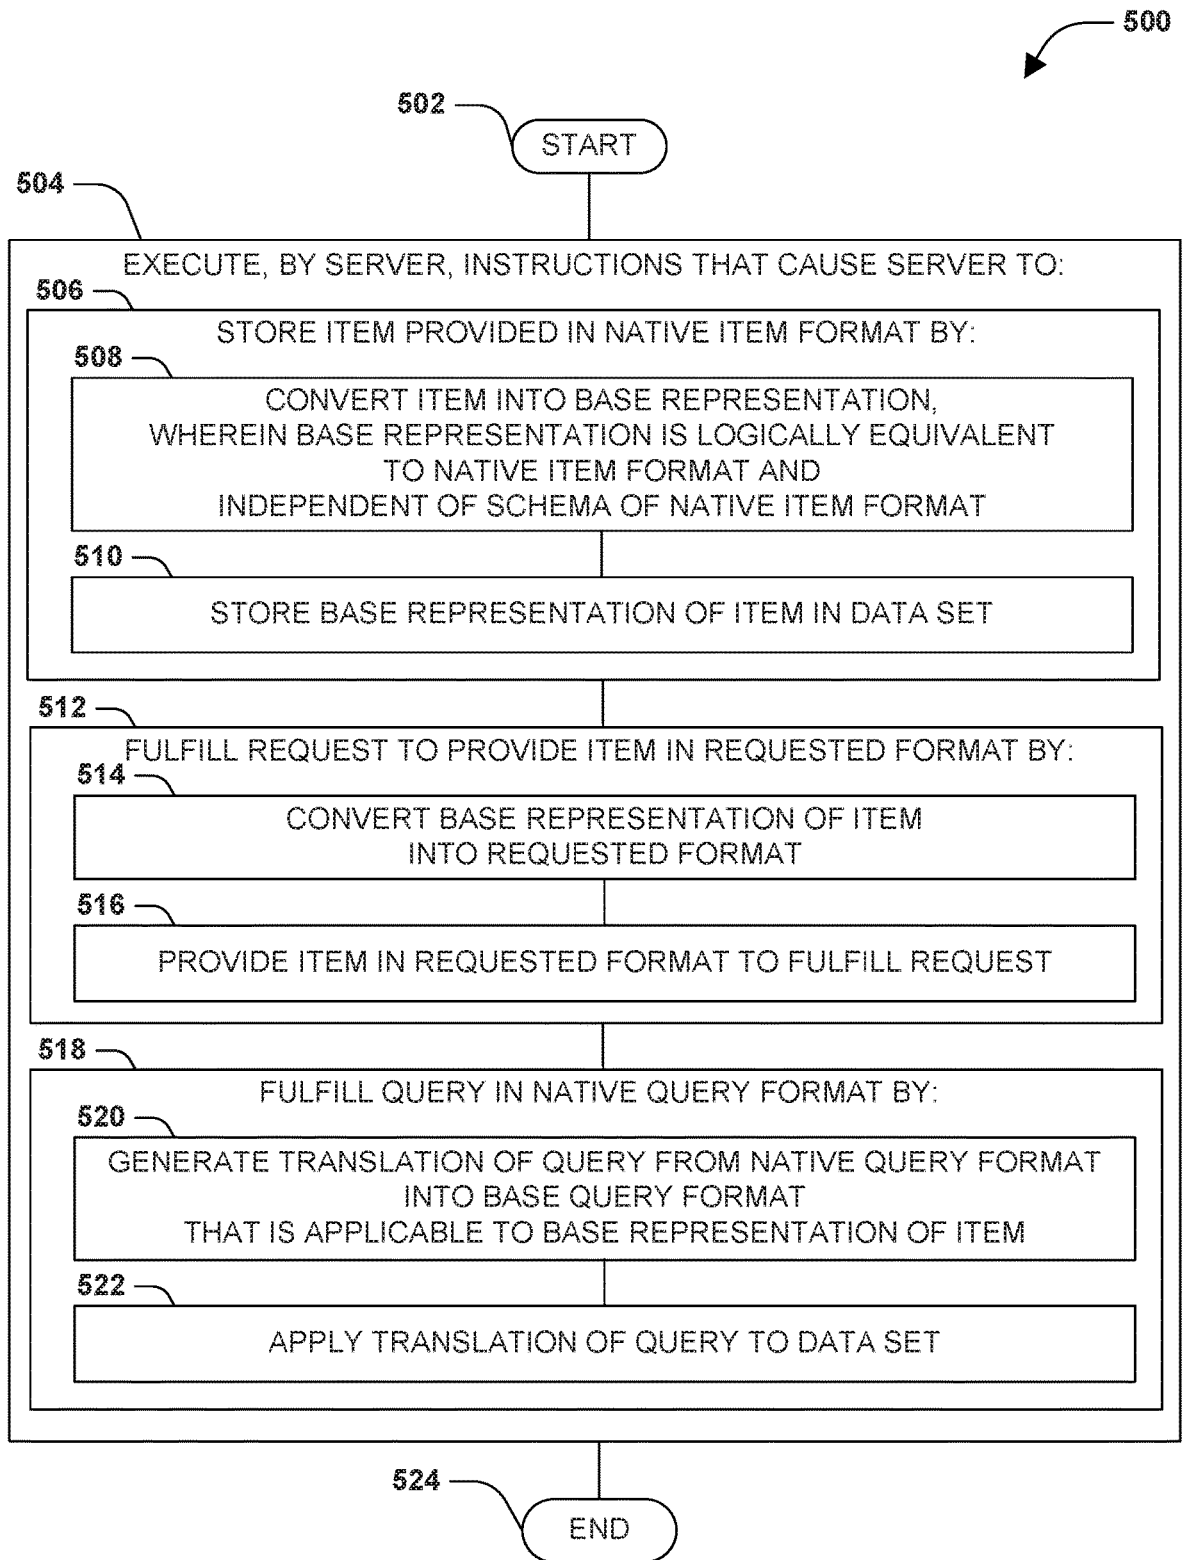 500
502
START
504
EXECUTE, BY SERVER, INSTRUCTIONS THAT CAUSE SERVER TO:
506
STORE ITEM PROVIDED IN NATIVE ITEM FORMAT BY:
508
CONVERT ITEM INTO BASE REPRESENTATION,
WHEREIN BASE REPRESENTATION IS LOGICALLY EQUIVALENT
TO NATIVE ITEM FORMAT AND
INDEPENDENT OF SCHEMA OF NATIVE ITEM FORMAT
510
STORE BASE REPRESENTATION OF ITEM IN DATA SET
512
FULFILL REQUEST TO PROVIDE ITEM IN REQUESTED FORMAT BY:
514
CONVERT BASE REPRESENTATION OF ITEM
INTO REQUESTED FORMAT
516
PROVIDE ITEM IN REQUESTED FORMAT TO FULFILL REQUEST
518
FULFILL QUERY IN NATIVE QUERY FORMAT BY:
520
GENERATE TRANSLATION OF QUERY FROM NATIVE QUERY FORMAT
INTO BASE QUERY FORMAT
THAT IS APPLICABLE TO BASE REPRESENTATION OF ITEM
522
APPLY TRANSLATION OF QUERY TO DATA SET
524
END